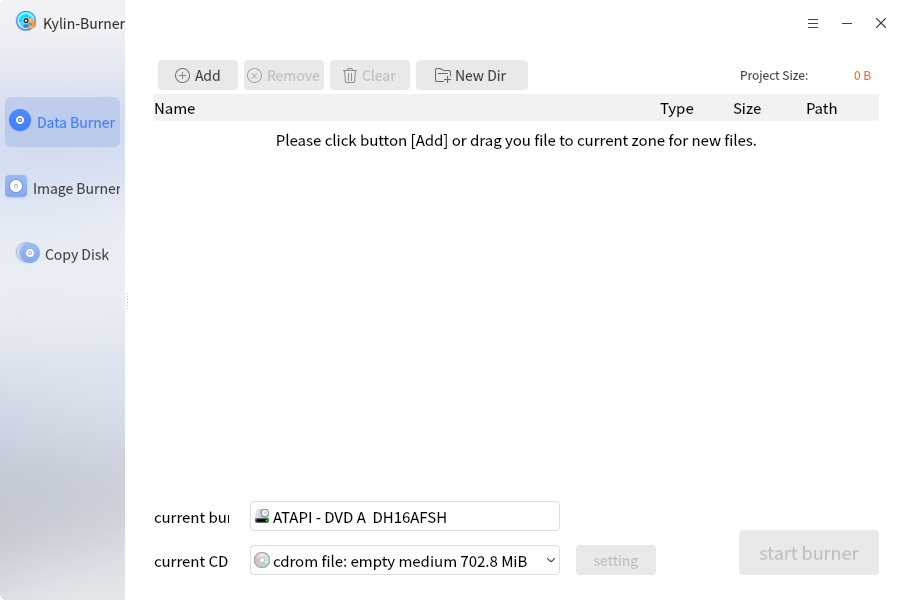 Kylin-Burner
Data Burner
Image Burner
Copy Disk
Add
Remove
Clear
New Dir
Project Size:
0 B
Name
Type
Size
Path
Please click button [Add] or drag you file to current zone for new files.
current bur
ATAPI - DVD A  DH16AFSH
current CD
cdrom file: empty medium 702.8 MiB
setting
start burner